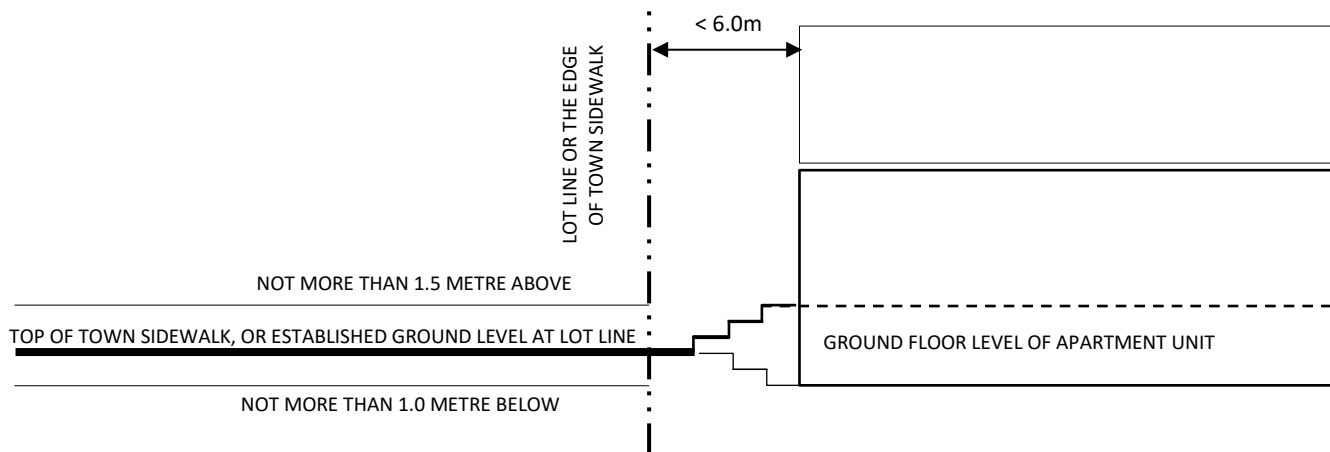 < 6.0m
LOT LINE OR THE EDGE
OF TOWN SIDEWALK
NOT MORE THAN 1.5 METRE ABOVE
TOP OF TOWN SIDEWALK, OR ESTABLISHED GROUND LEVEL AT LOT LINE
GROUND FLOOR LEVEL OF APARTMENT UNIT
NOT MORE THAN 1.0 METRE BELOW